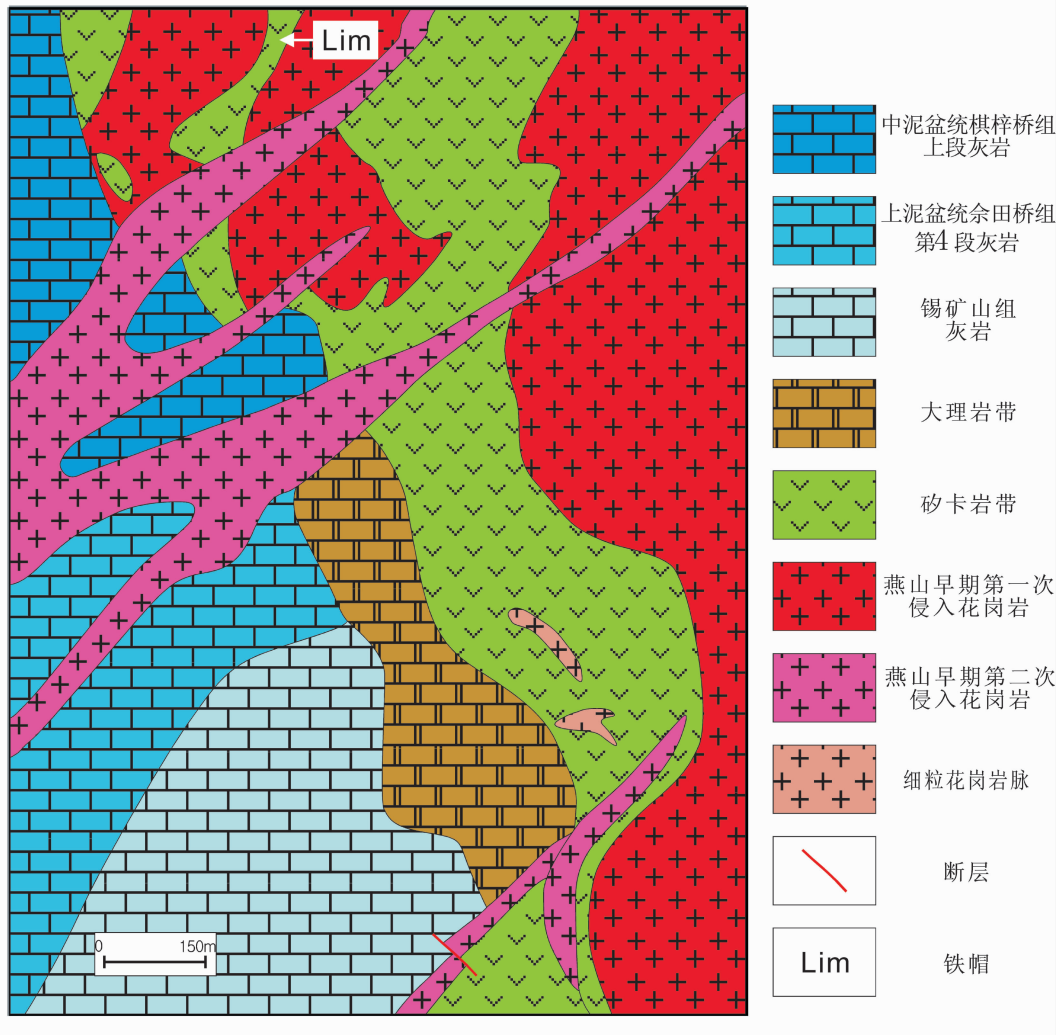 Lim
中泥盆统棋梓桥组
上段灰岩
上泥盆统佘田桥组
第4段灰岩
锡矿山组
灰岩
大理岩带
矽卡岩带
燕山早期第一次
侵入花岗岩
燕山早期第二次
侵入花岗岩
细粒花岗岩脉
断层
Lim
铁帽
0 150m